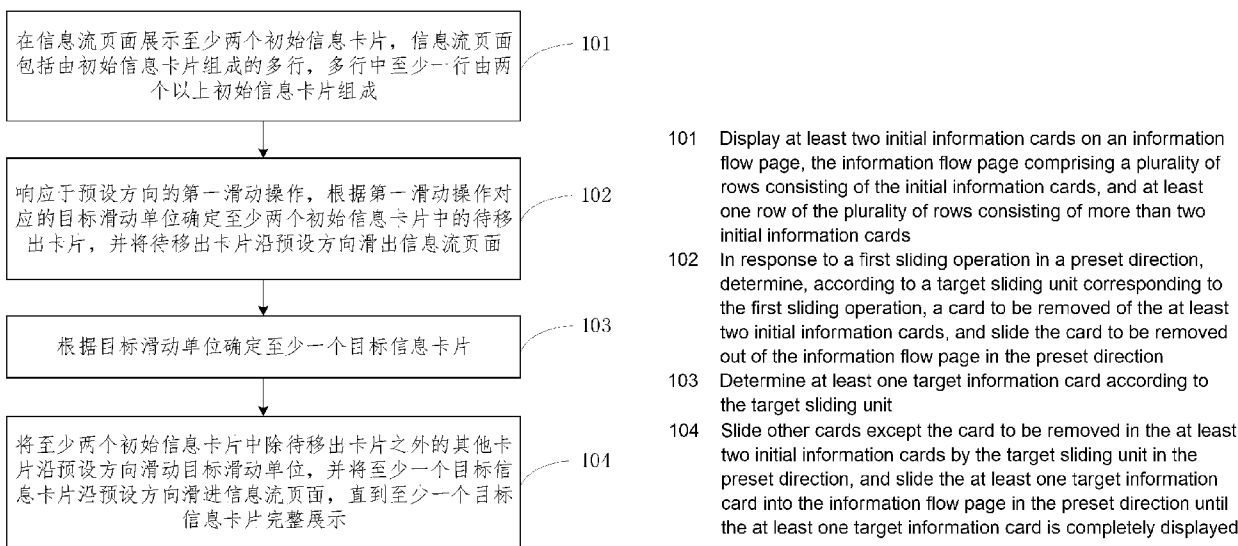 在信息流页面展示至少两个初始信息卡片，信息流页面
包括由初始信息卡片组成的多行，多行中至少一行由两
个以上初始信息卡片组成
101
响应于预设方向的第一滑动操作，根据第一滑动操作对
应的目标滑动单位确定至少两个初始信息卡片中的待移
出卡片，并将待移出卡片沿预设方向滑出信息流页面
102
根据目标滑动单位确定至少一个目标信息卡片
103
将至少两个初始信息卡片中除待移出卡片之外的其他卡
片沿预设方向滑动目标滑动单位，并将至少一个目标信
息卡片沿预设方向滑进信息流页面，直到至少一个目标
信息卡片完整展示
104
101 Display at least two initial information cards on an information
flow page, the information flow page comprising a plurality of
rows consisting of the initial information cards, and at least
one row of the plurality of rows consisting of more than two
initial information cards
102 In response to a first sliding operation in a preset direction,
determine, according to a target sliding unit corresponding to
the first sliding operation, a card to be removed of the at least
two initial information cards, and slide the card to be removed
out of the information flow page in the preset direction
103 Determine at least one target information card according to
the target sliding unit
104 Slide other cards except the card to be removed in the at least
two initial information cards by the target sliding unit in the
preset direction, and slide the at least one target information
card into the information flow page in the preset direction until
the at least one target information card is completely displayed